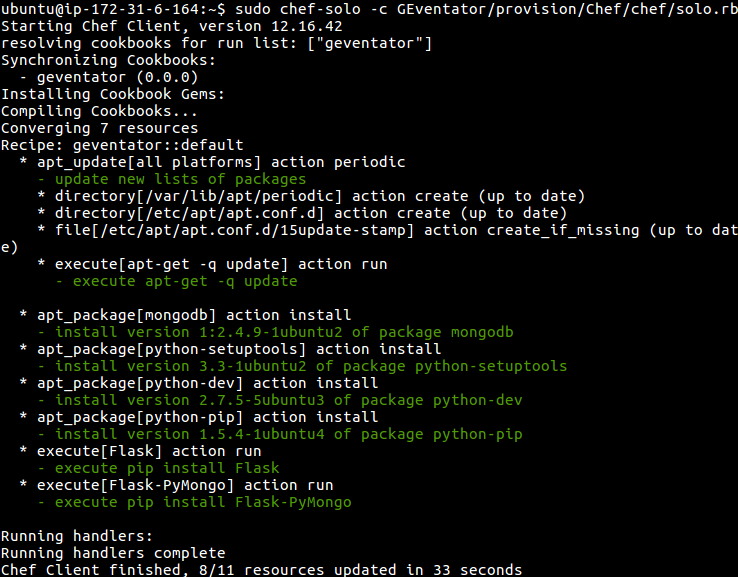 ubuntu@ip-172-31-6-164:~$ sudo chef-solo -c GEventator/provision/Chef/chef/solo.rb
Starting Chef Client, version 12.16.42
resolving cookbooks for run list: ["geventator"]
Synchronizing Cookbooks:
  - geventator (0.0.0)
Installing Cookbook Gems:
Compiling Cookbooks...
Converging 7 resources
Recipe: geventator::default
  * apt_update[all platforms] action periodic
    - update new lists of packages
    * directory[/var/lib/apt/periodic] action create (up to date)
    * directory[/etc/apt/apt.conf.d] action create (up to date)
    * file[/etc/apt/apt.conf.d/15update-stamp] action create_if_missing (up to dat
e)
    * execute[apt-get -q update] action run
      - execute apt-get -q update

  * apt_package[mongodb] action install
    - install version 1:2.4.9-1ubuntu2 of package mongodb
  * apt_package[python-setuptools] action install
    - install version 3.3-1ubuntu2 of package python-setuptools
  * apt_package[python-dev] action install
    - install version 2.7.5-5ubuntu3 of package python-dev
  * apt_package[python-pip] action install
    - install version 1.5.4-1ubuntu4 of package python-pip
  * execute[Flask] action run
    - execute pip install Flask
  * execute[Flask-PyMongo] action run
    - execute pip install Flask-PyMongo

Running handlers:
Running handlers complete
Chef Client finished, 8/11 resources updated in 33 seconds